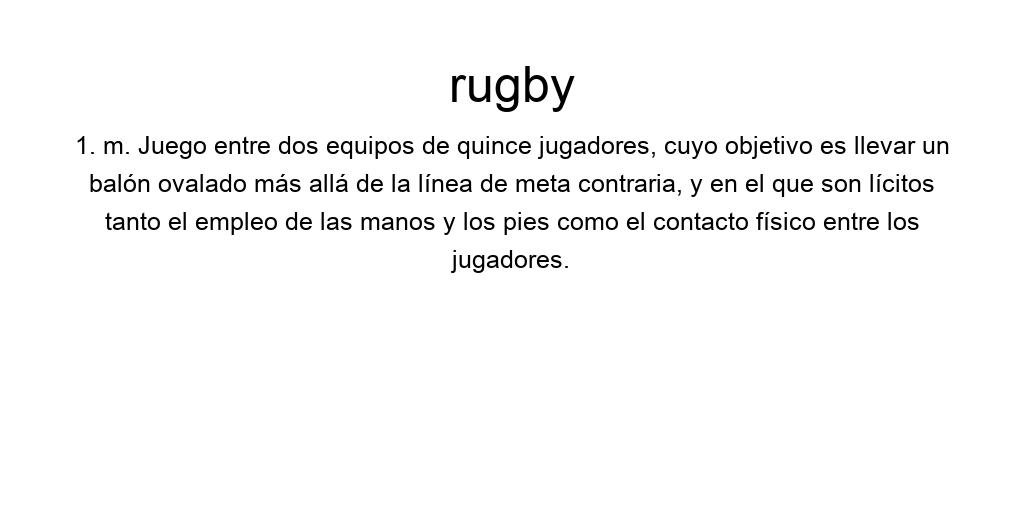 rugby
1. m. Juego entre dos equipos de quince jugadores, cuyo objetivo es llevar un
balón ovalado más allá de la línea de meta contraria, y en el que son lícitos
tanto el empleo de las manos y los pies como el contacto físico entre los
jugadores.